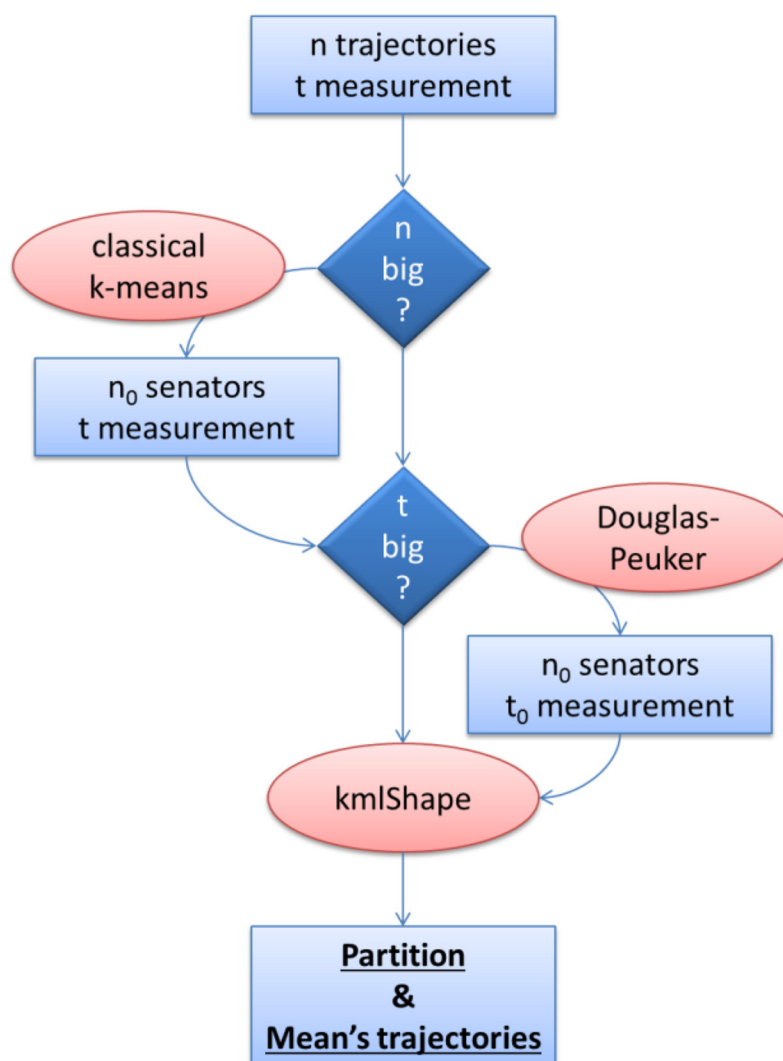 n trajectories
t measurement
n
big
?
classical
k-means
n₀ senators
t measurement
t
big
?
Douglas-
Peuker
n₀ senators
t₀ measurement
kmlShape
Partition
&
Mean’s trajectories